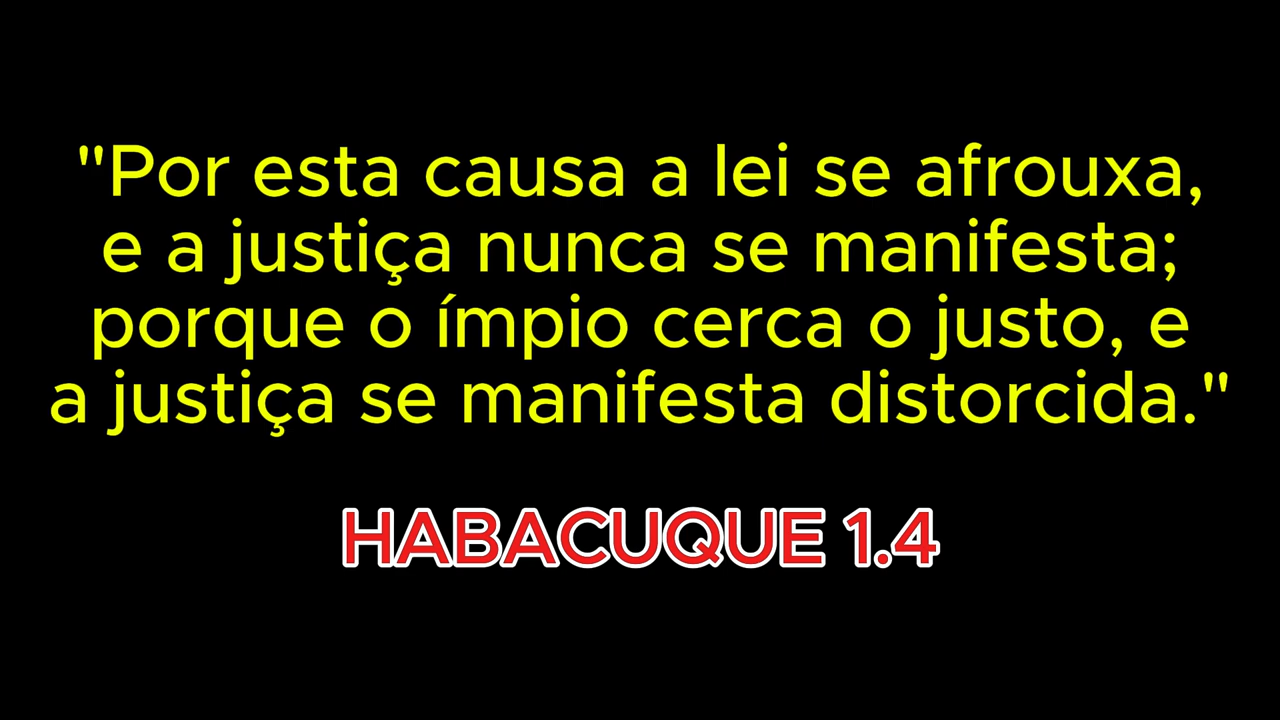 "Por esta causa a lei se afrouxa,
e a justiça nunca se manifesta;
porque o ímpio cerca o justo, e
a justiça se manifesta distorcida."
HABACUQUE 1.4